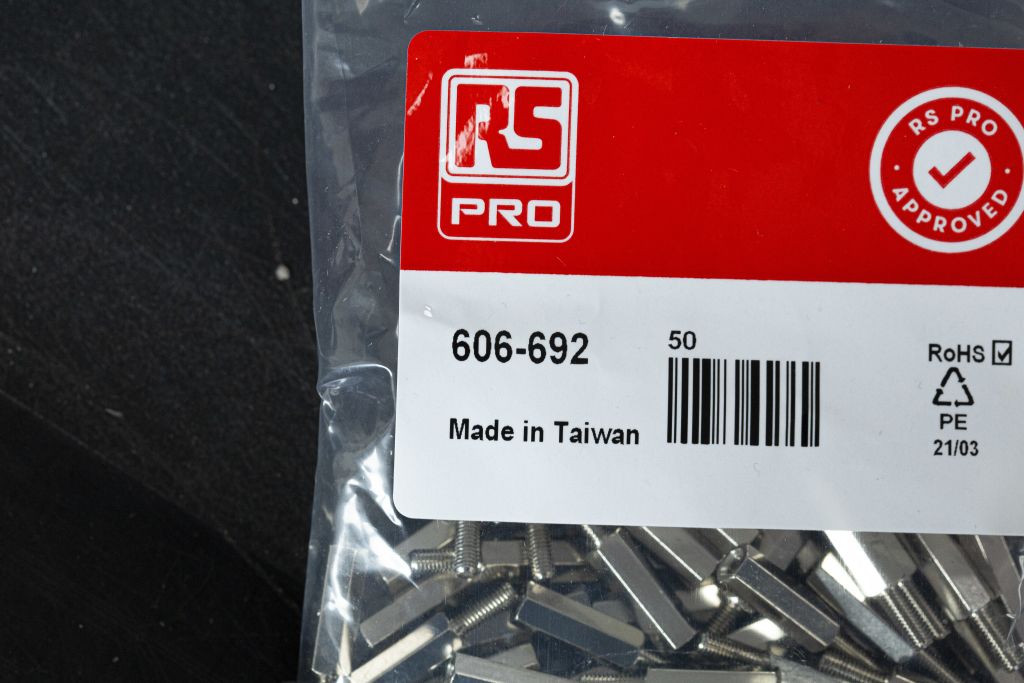 RS
PRO
RS PRO
APPROVED
606-692
50
Made in Taiwan
RoHS
PE
21/03